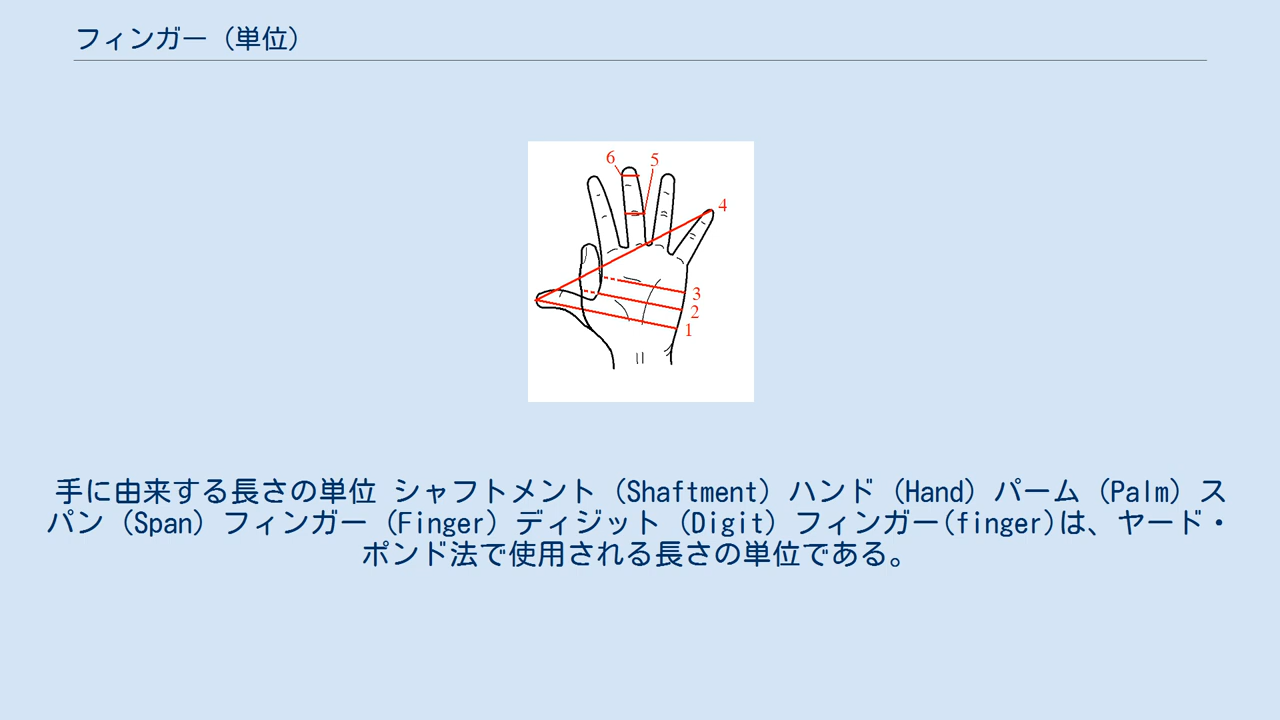 フィンガー（単位）
6
5
4
3
2
1
手に由来する長さの単位 シャフトメント（Shaftment）ハンド（Hand）パーム（Palm）ス
パン（Span）フィンガー（Finger）ディジット（Digit）フィンガー(finger)は、ヤード・
ポンド法で使用される長さの単位である。